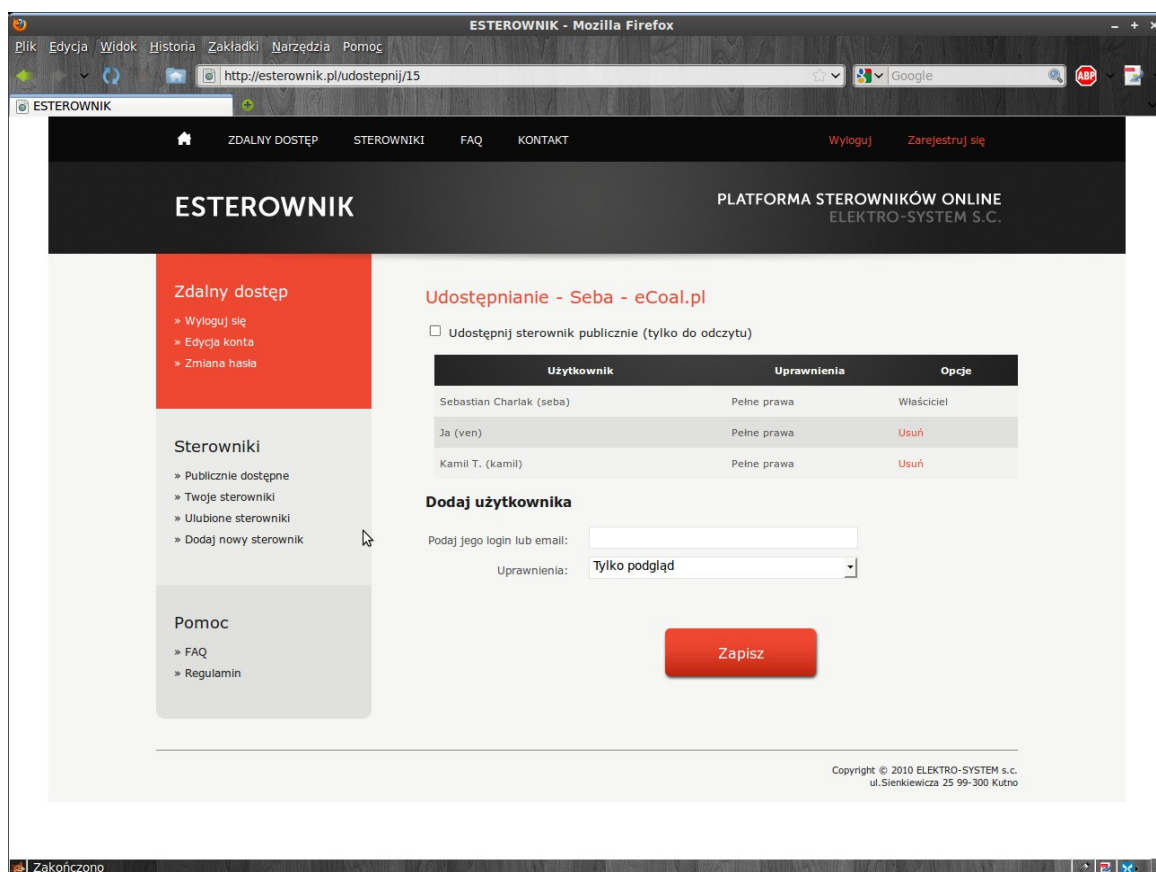 ESTEROWNIK - Mozilla Firefox
Plik Edycja Widok Historia Zakładki Narzędzia Pomoc
http://esterownik.pl/udostepnij/15
Google
ABP
ESTEROWNIK
ZDALNY DOSTĘP STEROWNIKI FAQ KONTAKT Wyloguj Zarejestruj się
ESTEROWNIK
PLATFORMA STEROWNIKÓW ONLINE
ELEKTRO-SYSTEM S.C.
Zdalny dostęp
» Wyloguj się
» Edycja konta
» Zmiana hasła
Sterowniki
» Publicznie dostępne
» Twoje sterowniki
» Ulubione sterowniki
» Dodaj nowy sterownik
Pomoc
» FAQ
» Regulamin
Udostępnianie - Seba - eCoal.pl
Udostępnij sterownik publicznie (tylko do odczytu)
Użytkownik Uprawnienia Opcje
Sebastian Charlak (seba) Pełne prawa Właściciel
Ja (ven) Pełne prawa Usuń
Kamil T. (kamil) Pełne prawa Usuń
Dodaj użytkownika
Podaj jego login lub email:
Uprawnienia: Tylko podgląd
Zapisz
Copyright © 2010 ELEKTRO-SYSTEM s.c.
ul.Sienkiewicza 25 99-300 Kutno
Zakończono